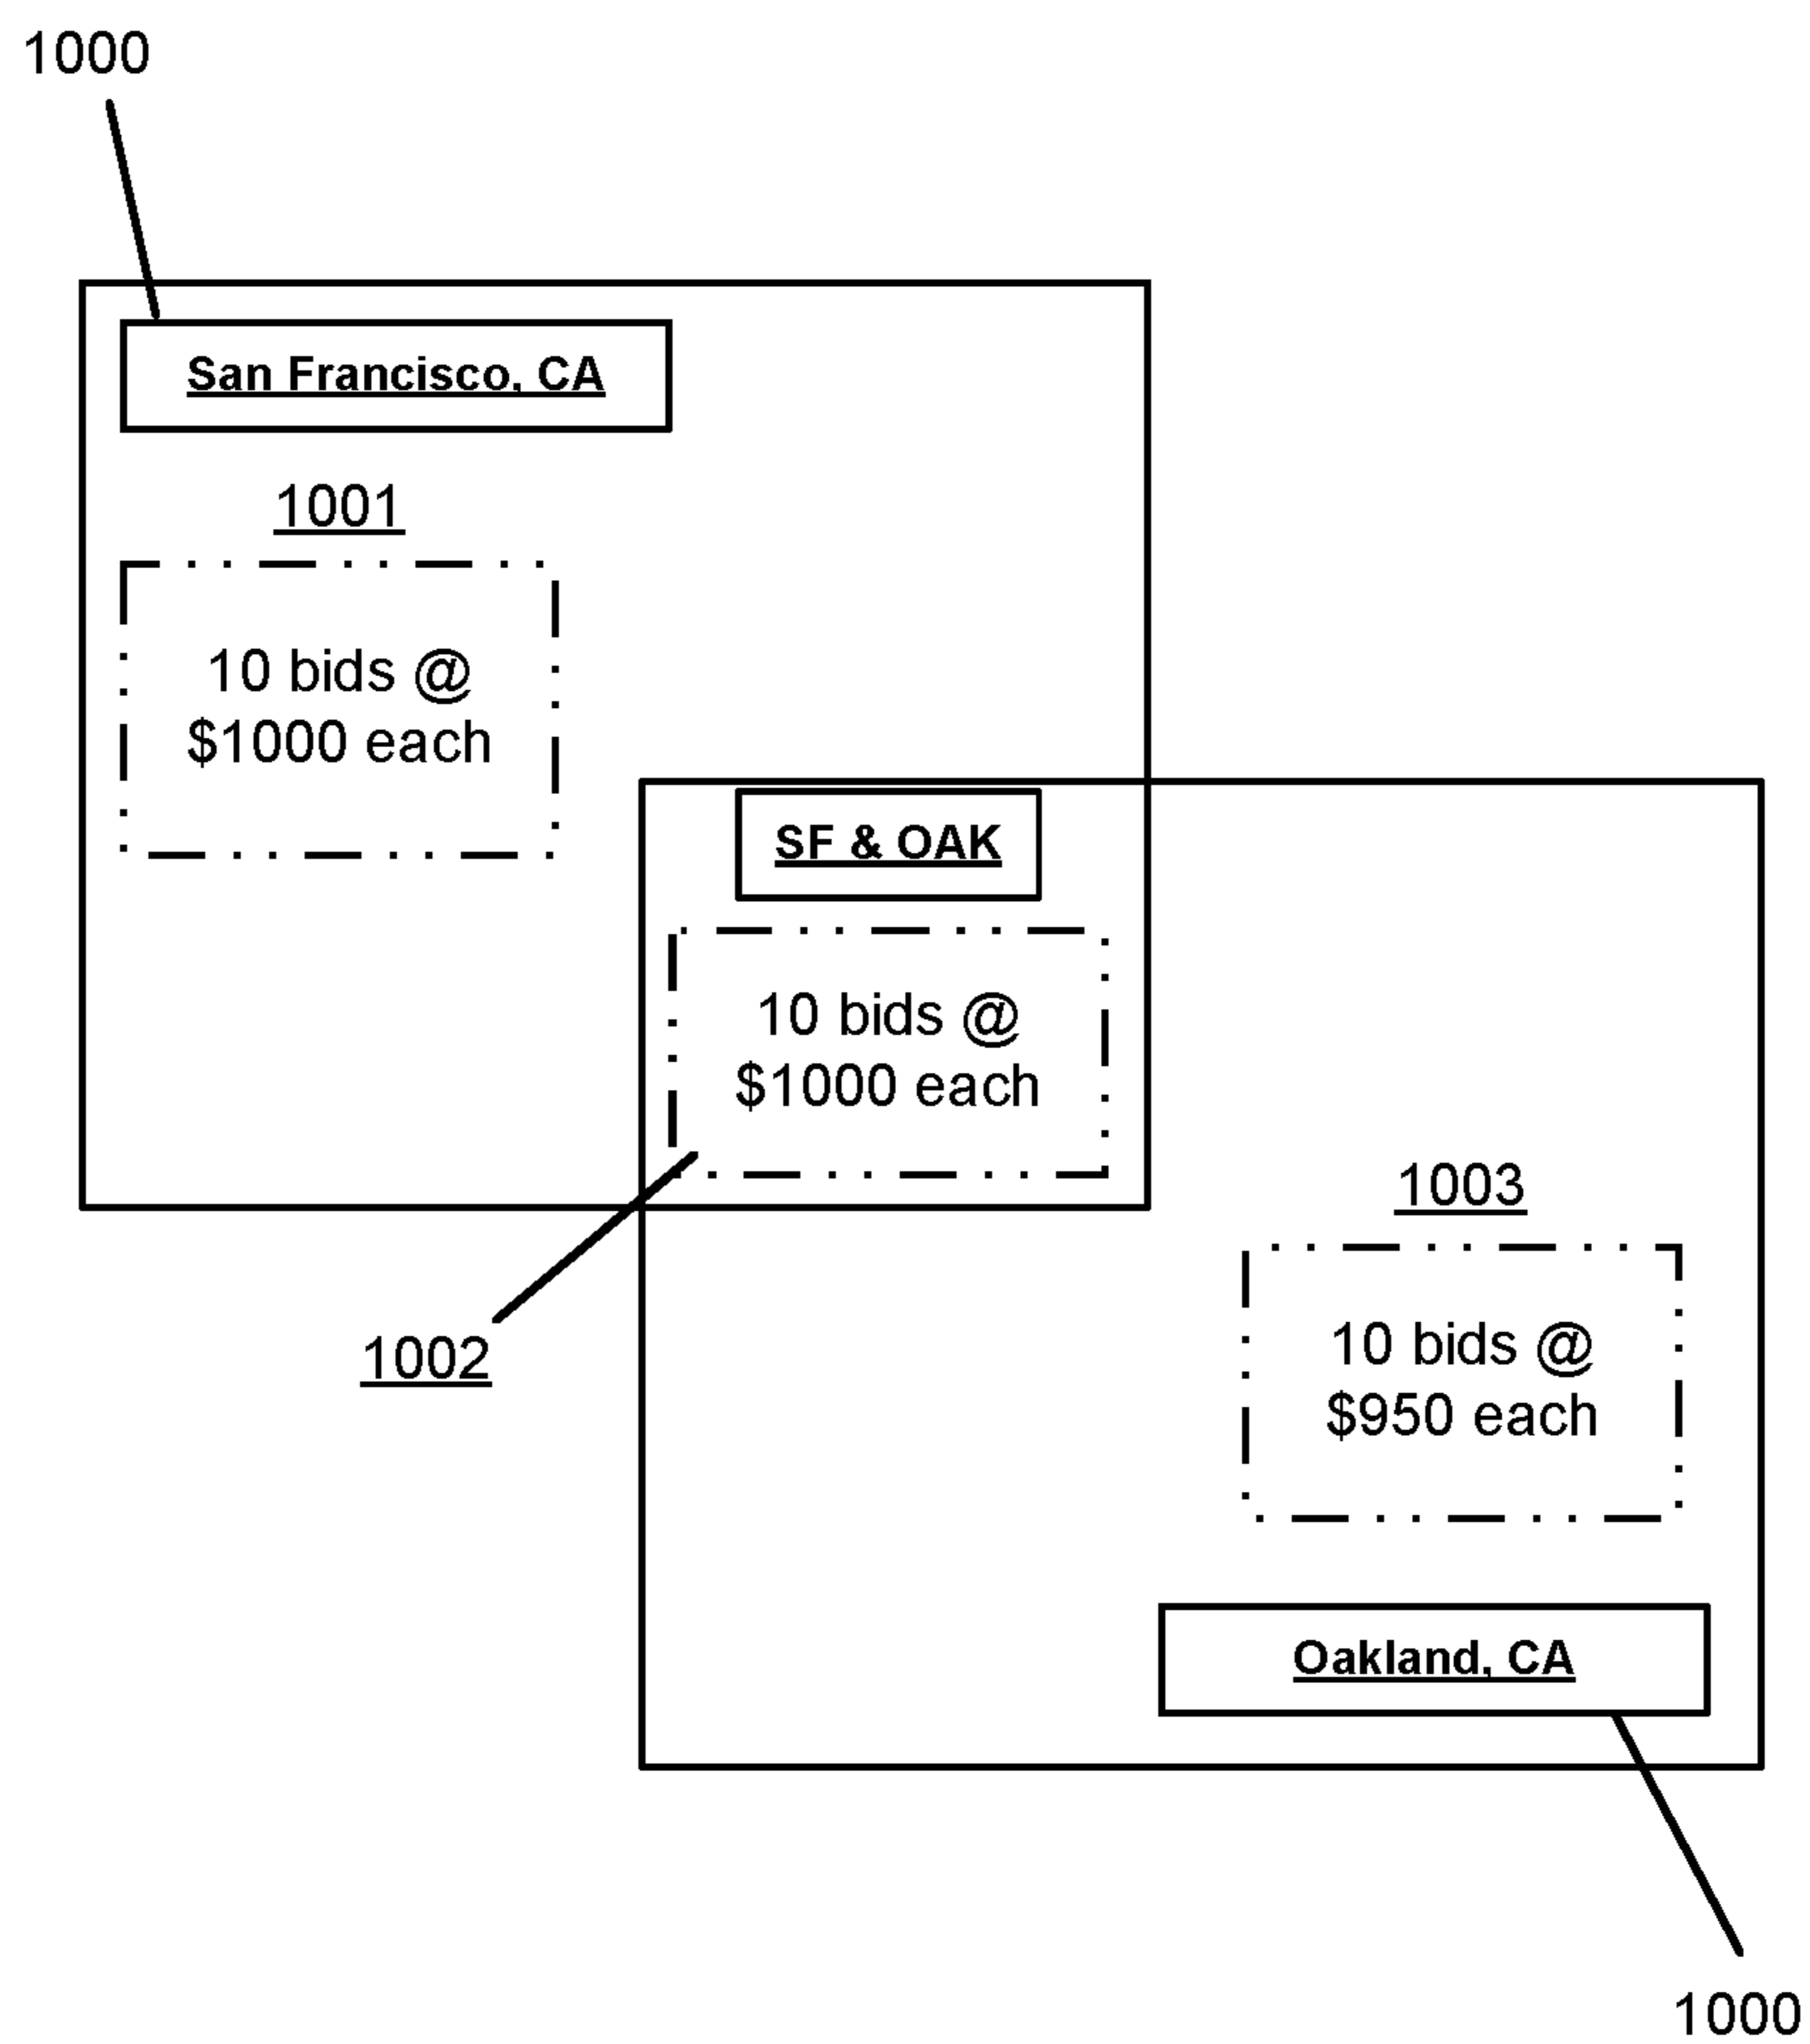 1000
San Francisco, CA
1001
10 bids @
$1000 each
SF & OAK
10 bids @
$1000 each
1002
1003
10 bids @
$950 each
Oakland, CA
1000